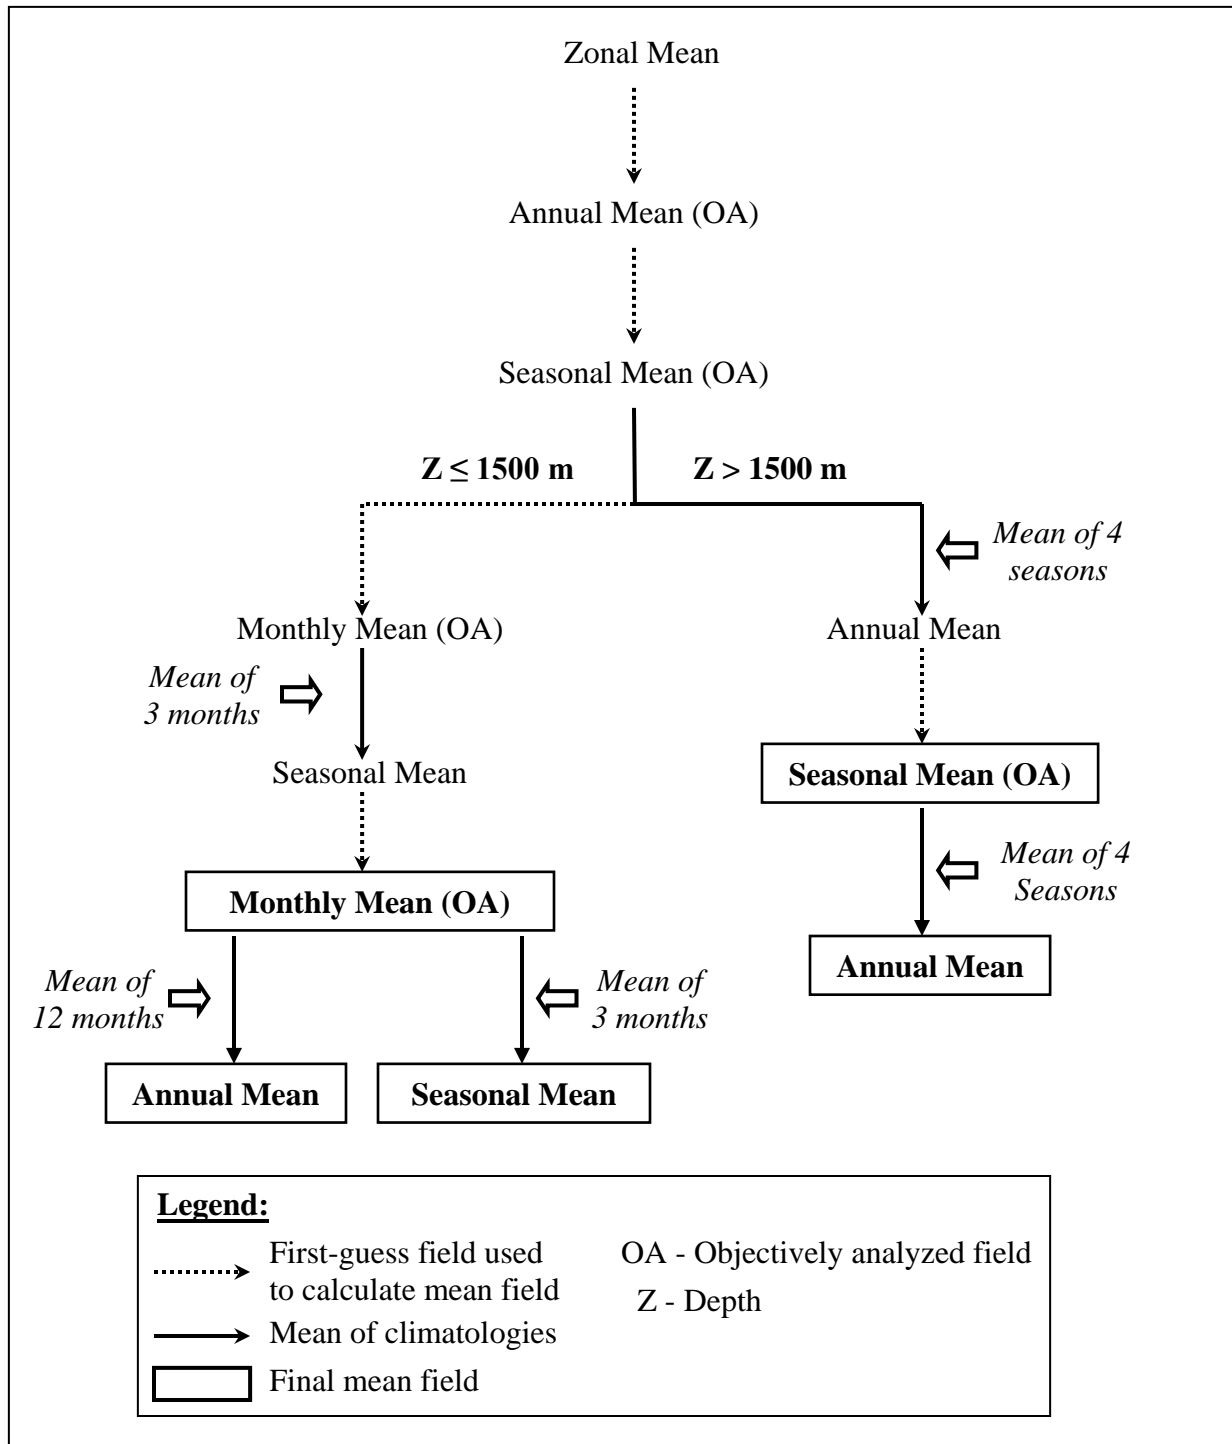 Zonal Mean
Annual Mean (OA)
Seasonal Mean (OA)
Z ≤ 1500 m
Z > 1500 m
Mean of 4
seasons
Monthly Mean (OA)
Annual Mean
Mean of
3 months
Seasonal Mean
Seasonal Mean (OA)
Mean of 4
Seasons
Monthly Mean (OA)
Annual Mean
Mean of
12 months
Mean of
3 months
Annual Mean
Seasonal Mean
Legend:
First-guess field used
to calculate mean field
Mean of climatologies
Final mean field
OA - Objectively analyzed field
Z - Depth